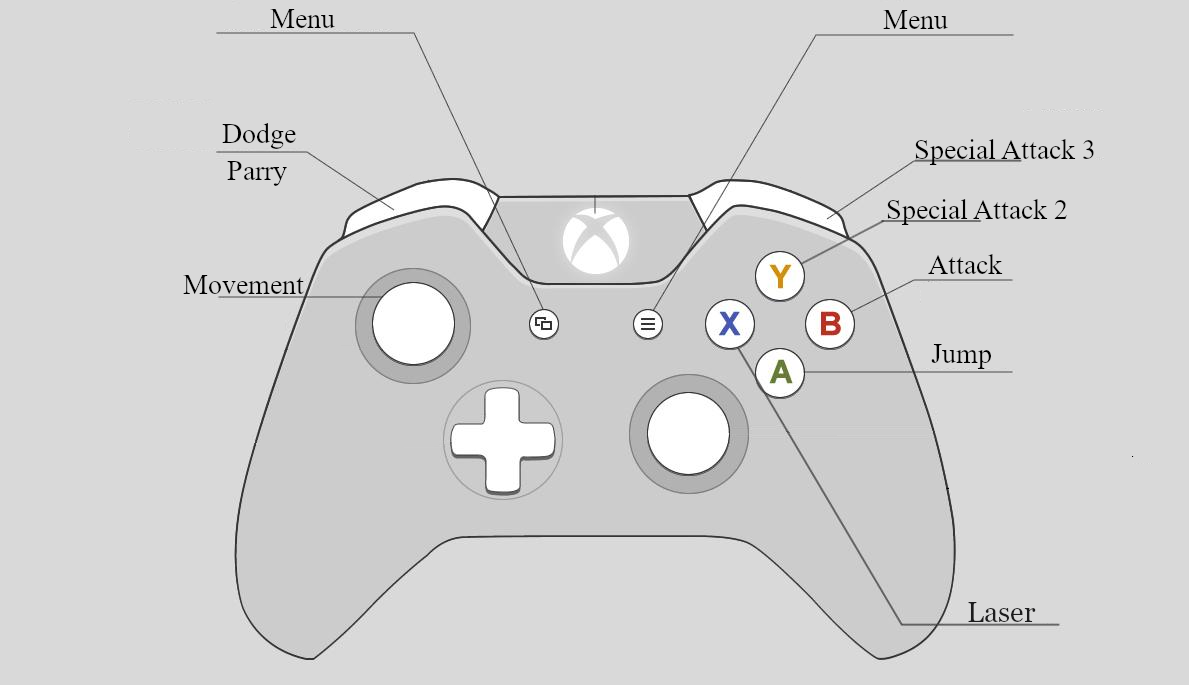 Menu
Menu
Dodge
Parry
Special Attack 3
Special Attack 2
Attack
Movement
Y
X
B
Jump
A
Laser